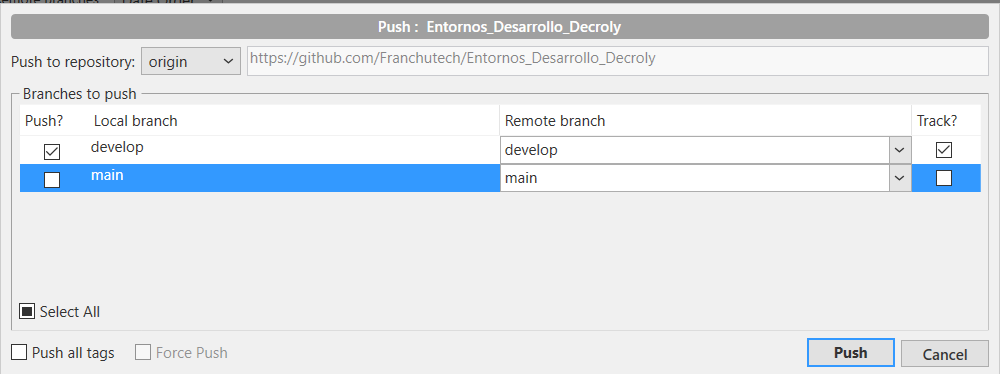 Push : Entornos_Desarrollo_Decroly
Push to repository: origin https://github.com/Franchutech/Entornos_Desarrollo_Decroly
Branches to push
Push? Local branch Remote branch Track?
develop develop
main main
Select All
Push all tags Force Push Push Cancel